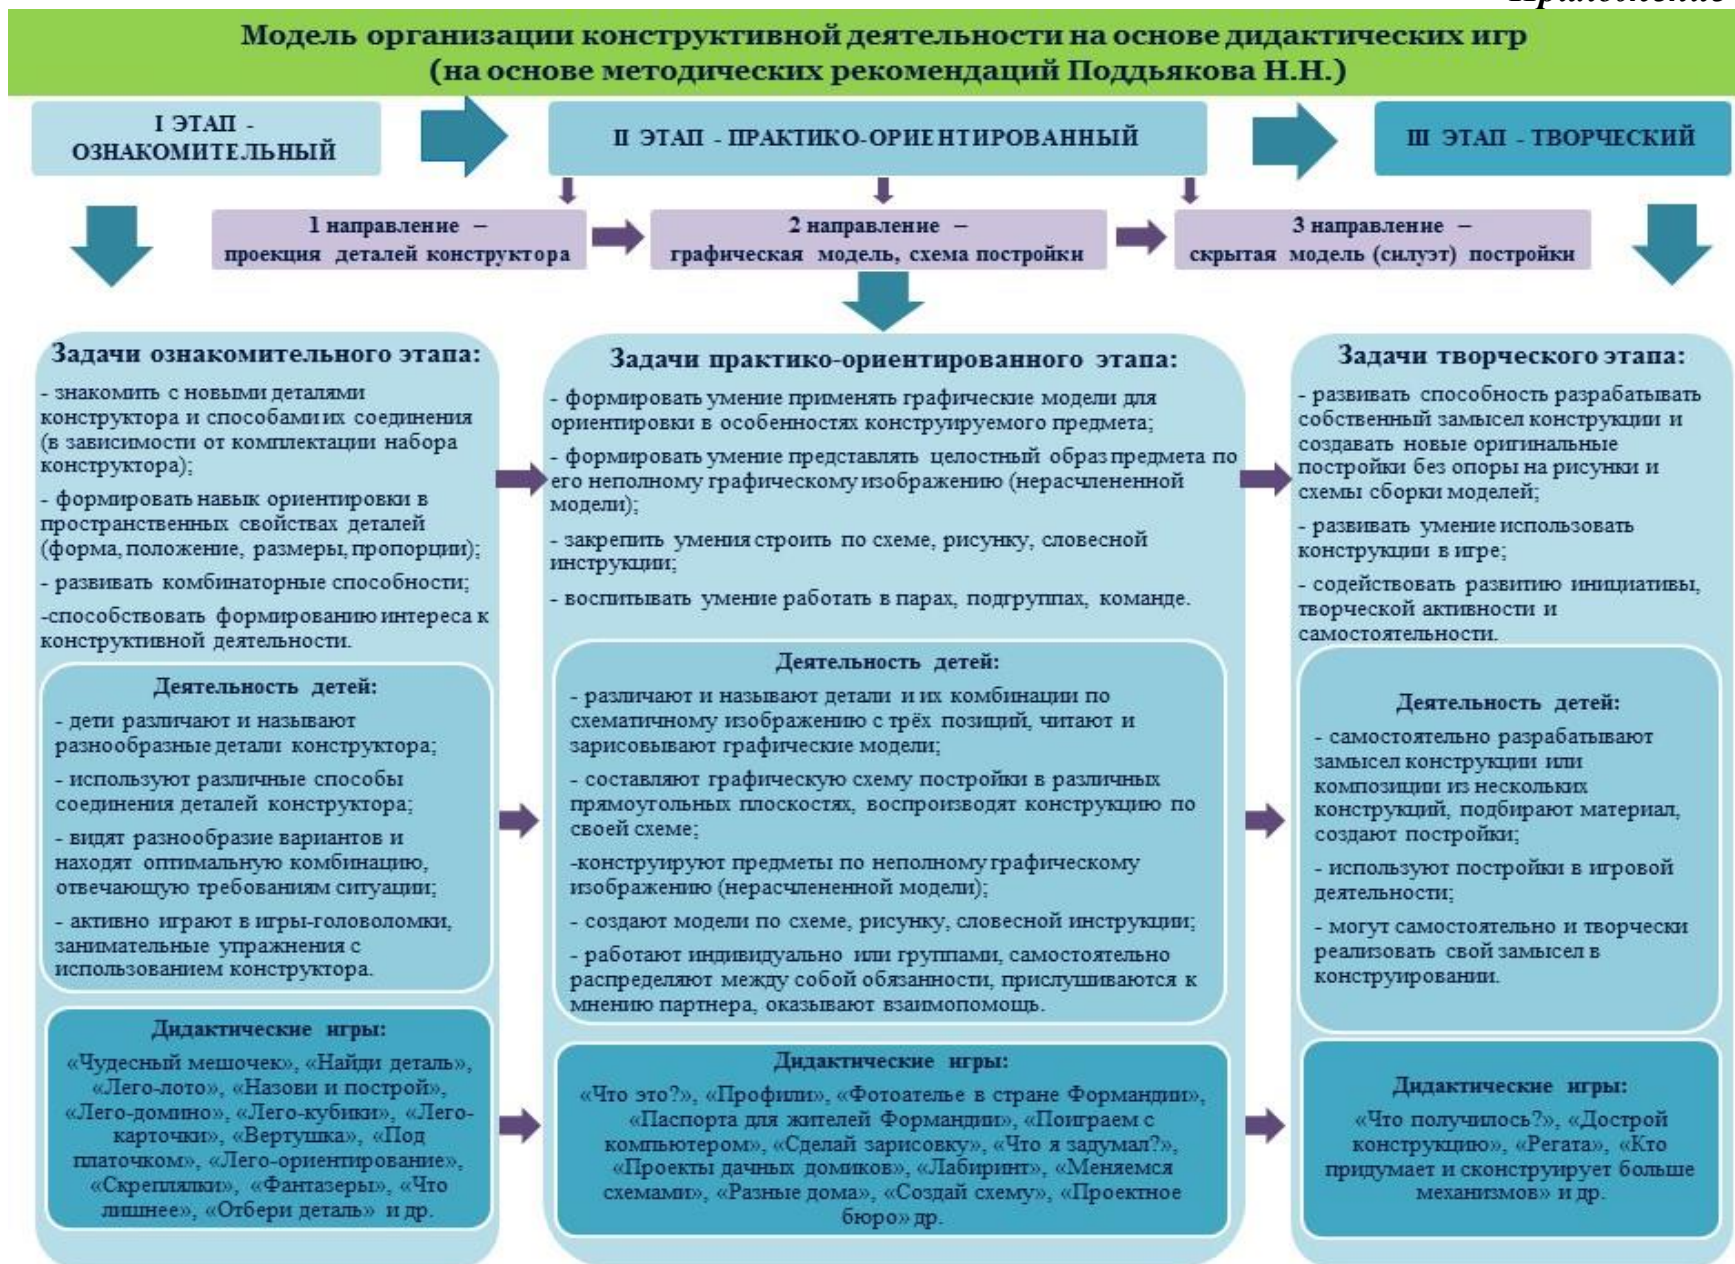 Модель организации конструктивной деятельности на основе дидактических игр
(на основе методических рекомендаций Поддьякова Н.Н.)
I ЭТАП -
ОЗНАКОМИТЕЛЬНЫЙ
II ЭТАП - ПРАКТИКО-ОРИЕНТИРОВАННЫЙ
III ЭТАП - ТВОРЧЕСКИЙ
1 направление –
проекция деталей конструктора
2 направление –
графическая модель, схема постройки
3 направление –
скрытая модель (силуэт) постройки
Задачи ознакомительного этапа:
- знакомить с новыми деталями
конструктора и способами их соединения
(в зависимости от комплектации набора
конструктора);
- формировать навык ориентировки в
пространственных свойствах деталей
(форма, положение, размеры, пропорции);
- развивать комбинаторные способности;
-способствовать формированию интереса к
конструктивной деятельности.
Деятельность детей:
- дети различают и называют
разнообразные детали конструктора;
- используют различные способы
соединения деталей конструктора;
- видят разнообразие вариантов и
находят оптимальную комбинацию,
отвечающую требованиям ситуации;
- активно играют в игры-головоломки,
занимательные упражнения с
использованием конструктора.
Дидактические игры:
«Чудесный мешочек», «Найди деталь»,
«Лего-лото», «Назови и построй»,
«Лего-домино», «Лего-кубики», «Лего-
карточки», «Вертушка», «Под
платочком», «Лего-ориентирование»,
«Скреплялки», «Фантазеры», «Что
лишнее», «Отбери деталь» и др.
Задачи практико-ориентированного этапа:
- формировать умение применять графические модели для
ориентировки в особенностях конструируемого предмета;
- формировать умение представлять целостный образ предмета по
его неполному графическому изображению (нерасчлененной
модели);
- закрепить умения строить по схеме, рисунку, словесной
инструкции;
- воспитывать умение работать в парах, подгруппах, команде.
Деятельность детей:
- различают и называют детали и их комбинации по
схематичному изображению с трёх позиций, читают и
зарисовывают графические модели;
- составляют графическую схему постройки в различных
прямоугольных плоскостях, воспроизводят конструкцию по
своей схеме;
-конструируют предметы по неполному графическому
изображению (нерасчлененной модели);
- создают модели по схеме, рисунку, словесной инструкции;
- работают индивидуально или группами, самостоятельно
распределяют между собой обязанности, прислушиваются к
мнению партнера, оказывают взаимопомощь.
Дидактические игры:
«Что это?», «Профили», «Фотоателье в стране Формандии»,
«Паспорта для жителей Формандии», «Поиграем с
компьютером», «Сделай зарисовку», «Что я задумал?»,
«Проекты дачных домиков», «Лабиринт», «Меняемся
схемами», «Разные дома», «Создай схему», «Проектное
бюро» др.
Задачи творческого этапа:
- развивать способность разрабатывать
собственный замысел конструкции и
создавать новые оригинальные
постройки без опоры на рисунки и
схемы сборки моделей;
- развивать умение использовать
конструкции в игре;
- содействовать развитию инициативы,
творческой активности и
самостоятельности.
Деятельность детей:
- самостоятельно разрабатывают
замысел конструкции или
композиции из нескольких
конструкций, подбирают материал,
создают постройки;
- используют постройки в игровой
деятельности;
- могут самостоятельно и творчески
реализовать свой замысел в
конструировании.
Дидактические игры:
«Что получилось?», «Дострой
конструкцию», «Регата», «Кто
придумает и сконструирует больше
механизмов» и др.